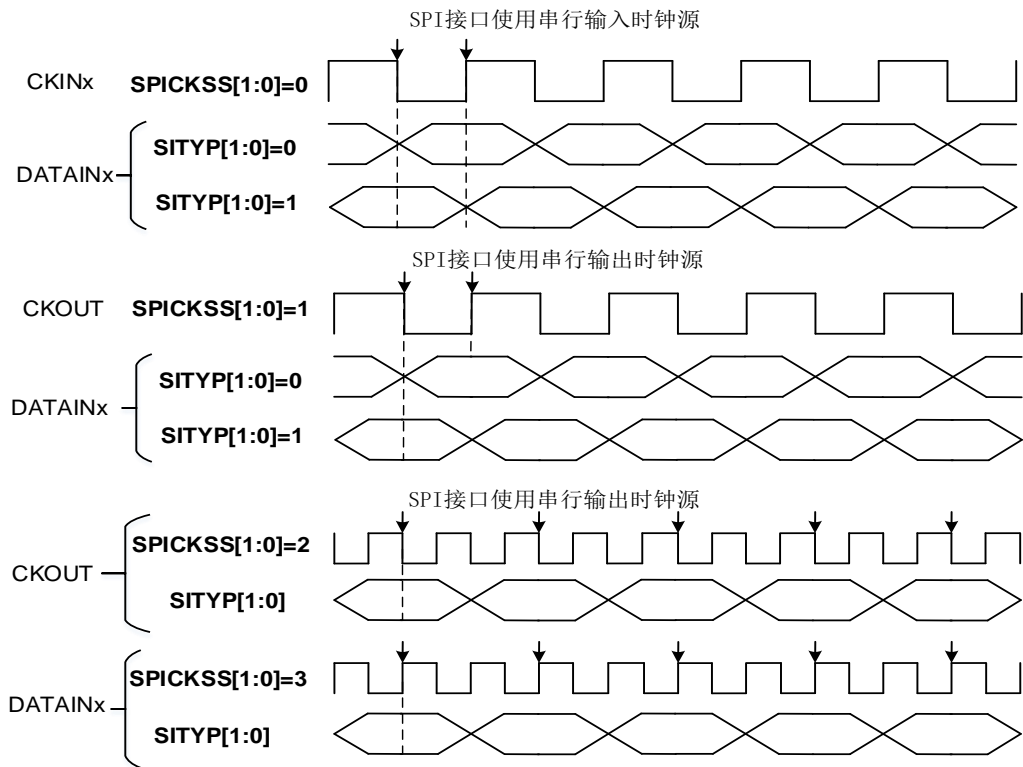 SPI接口使用串行输入时钟源
CKINx SPICKSS[1:0]=0
SITYP[1:0]=0
DATAINx
SITYP[1:0]=1
SPI接口使用串行输出时钟源
CKOUT SPICKSS[1:0]=1
SITYP[1:0]=0
DATAINx
SITYP[1:0]=1
SPI接口使用串行输出时钟源
SPICKSS[1:0]=2
CKOUT
SITYP[1:0]
SPICKSS[1:0]=3
DATAINx
SITYP[1:0]